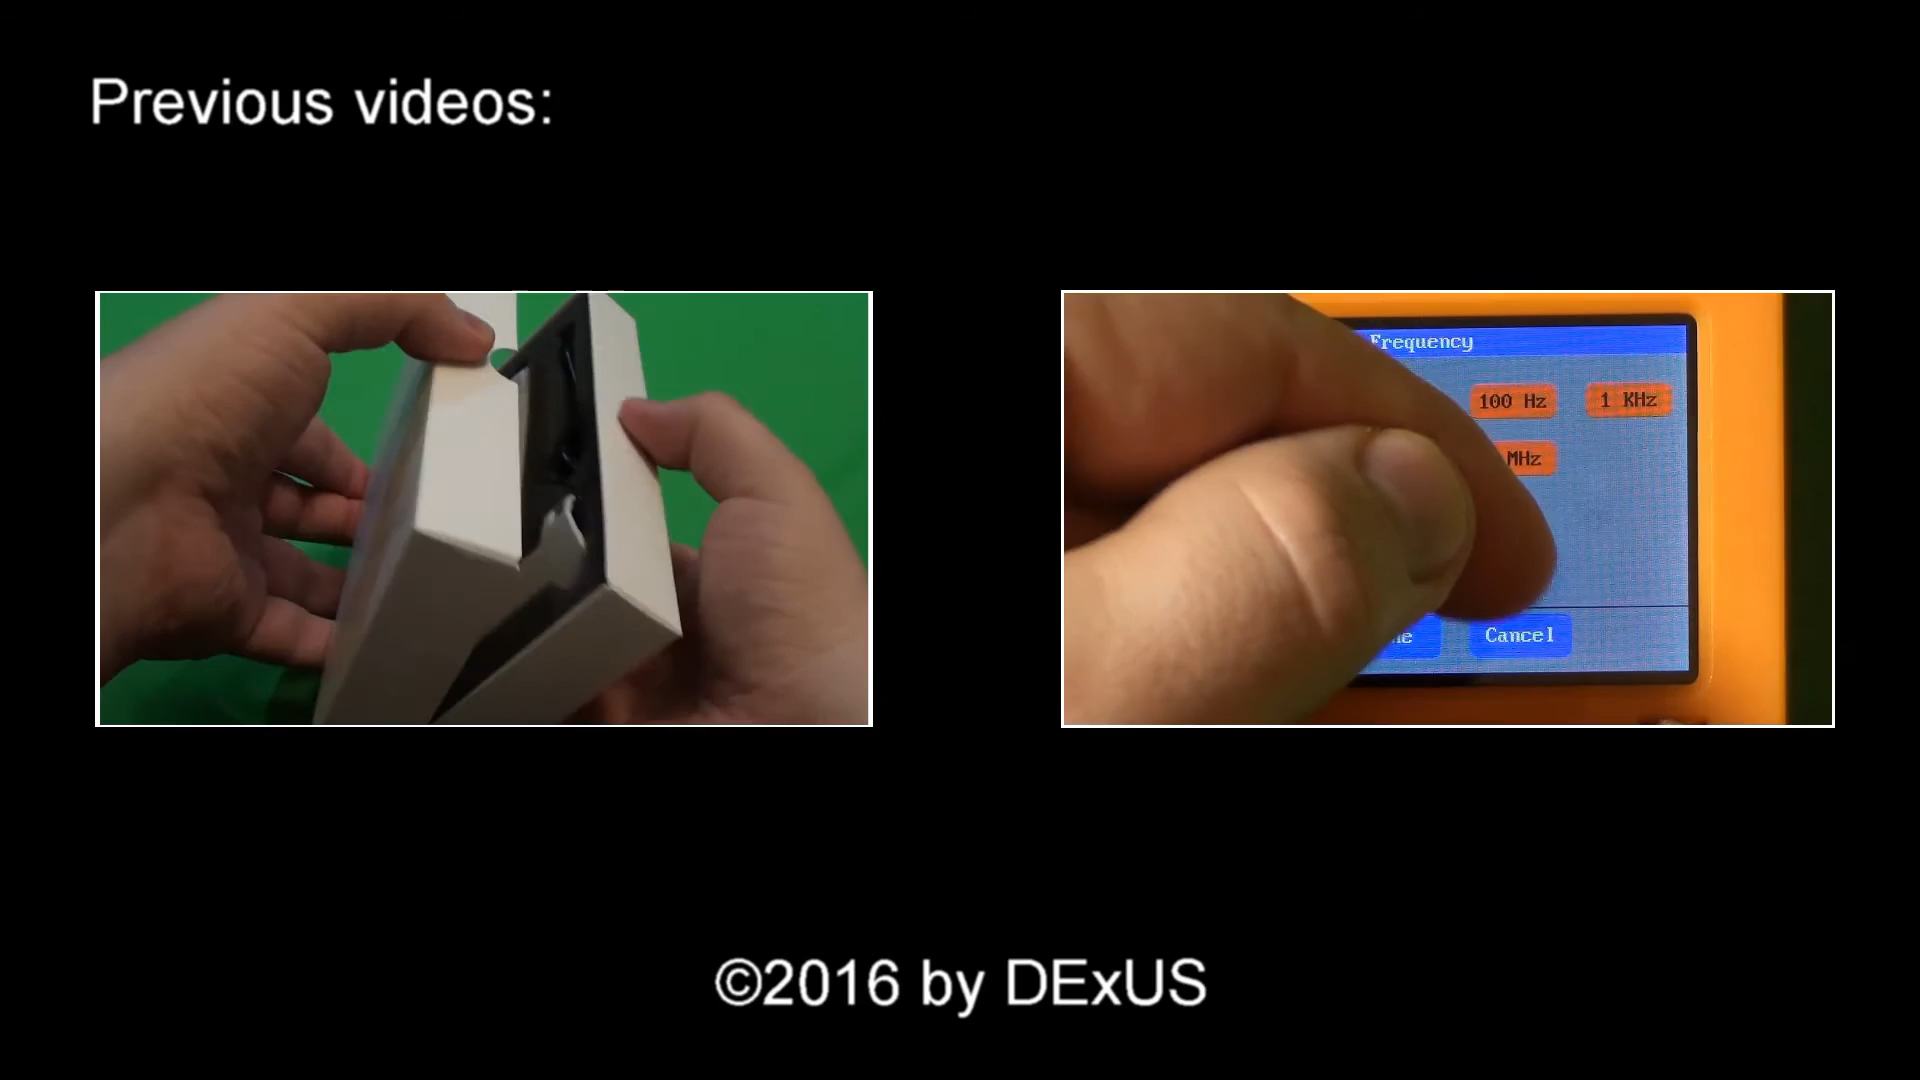 Previous videos:
Frequency
100 Hz 1 KHz
MHz
Cancel
©2016 by DExUS